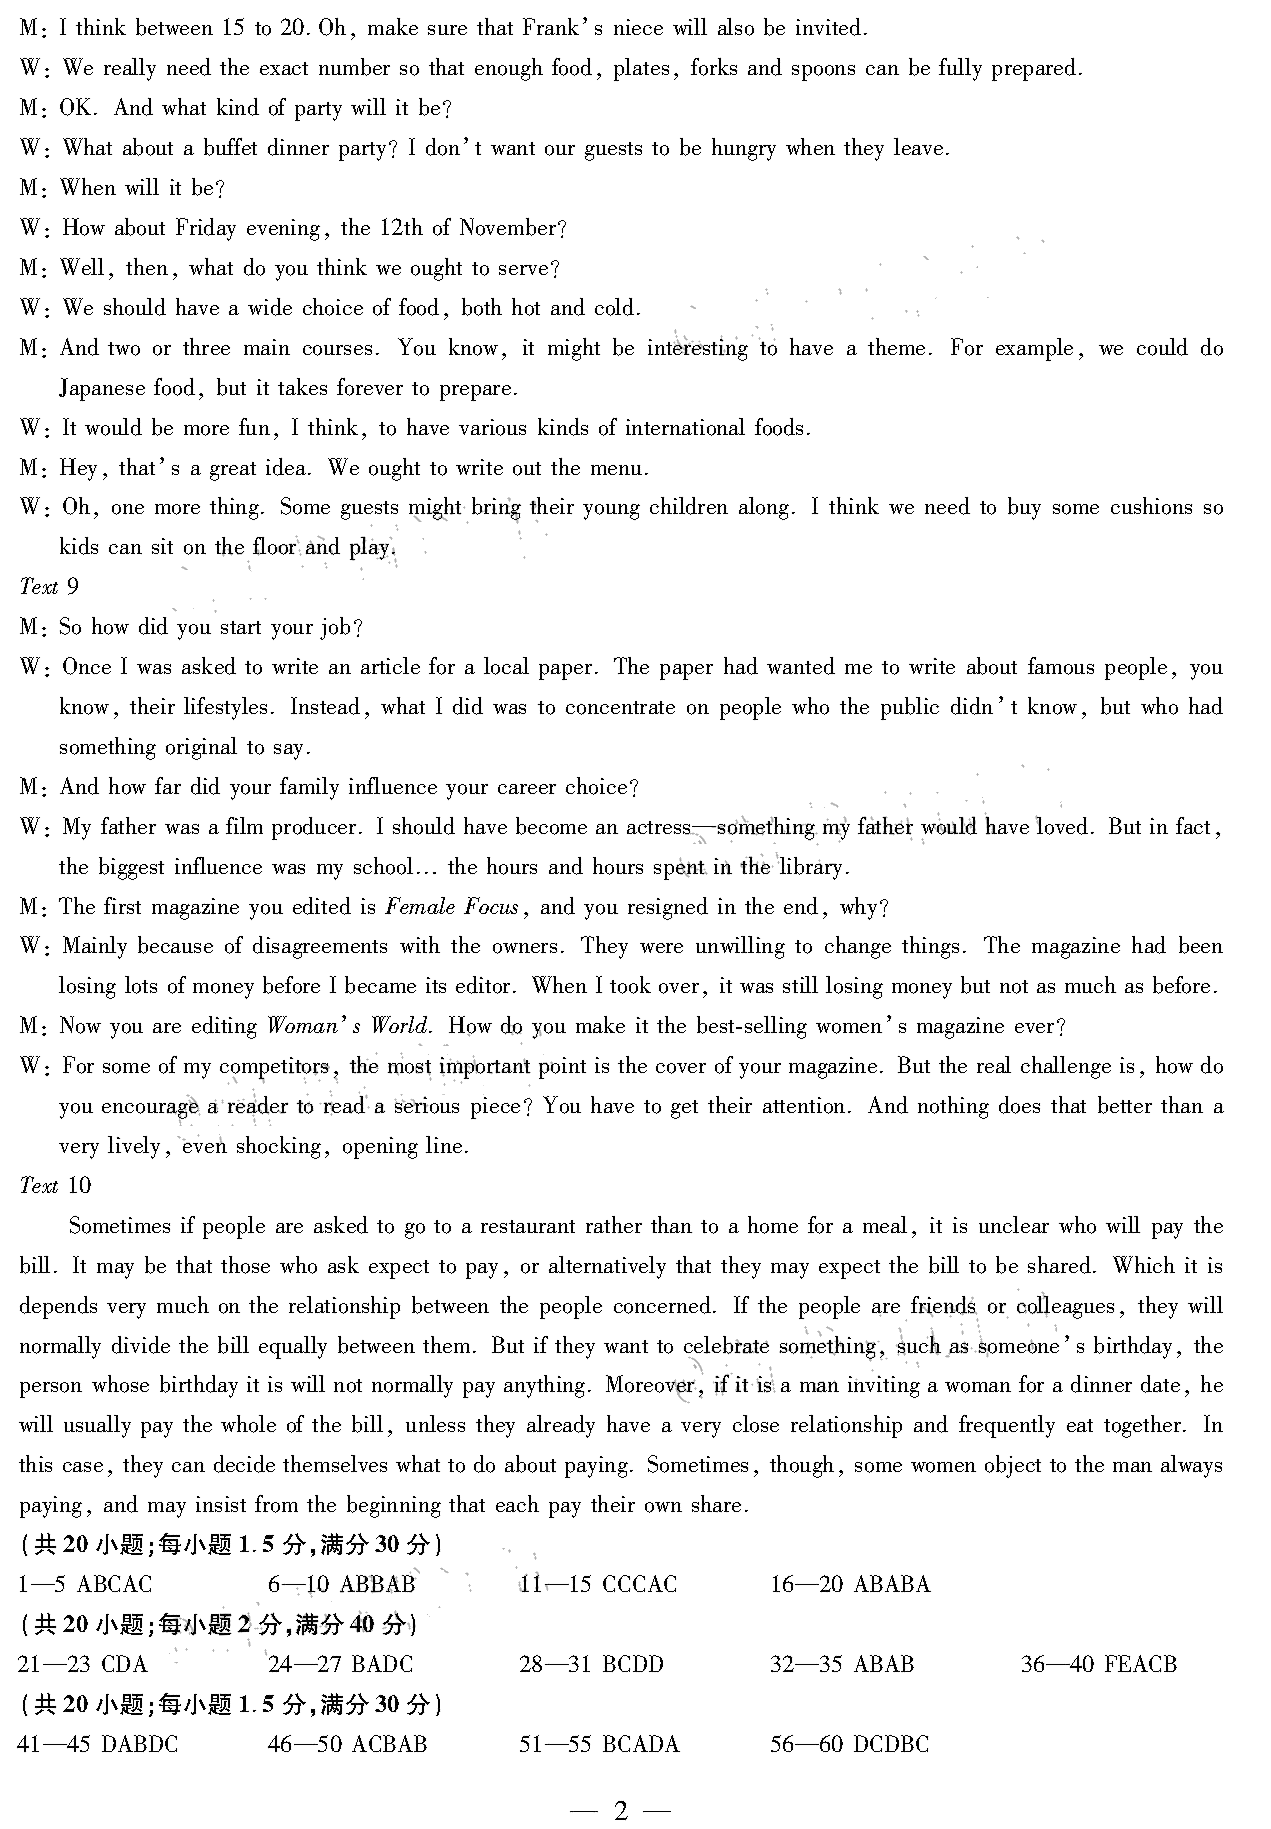 M: I think between 15 to 20. Oh, make sure that Frank's niece will also be invited.
W: We really need the exact number so that enough food, plates, forks and spoons can be fully prepared.
M: OK. And what kind of party will it be?
W: What about a buffet dinner party? I don't want our guests to be hungry when they leave.
M: When will it be?
W: How about Friday evening, the 12th of November?
M: Well, then, what do you think we ought to serve?
W: We should have a wide choice of food, both hot and cold.
M: And two or three main courses. You know, it might be interesting to have a theme. For example, we could do
Japanese food, but it takes forever to prepare.
W: It would be more fun, I think, to have various kinds of international foods.
M: Hey, that's a great idea. We ought to write out the menu.
W: Oh, one more thing. Some guests might bring their young children along. I think we need to buy some cushions so
kids can sit on the floor and play.
Text 9
M: So how did you start your job?
W: Once I was asked to write an article for a local paper. The paper had wanted me to write about famous people, you
know, their lifestyles. Instead, what I did was to concentrate on people who the public didn't know, but who had
something original to say.
M: And how far did your family influence your career choice?
W: My father was a film producer. I should have become an actress—something my father would have loved. But in fact,
the biggest influence was my school... the hours and hours spent in the library.
M: The first magazine you edited is Female Focus, and you resigned in the end, why?
W: Mainly because of disagreements with the owners. They were unwilling to change things. The magazine had been
losing lots of money before I became its editor. When I took over, it was still losing money but not as much as before.
M: Now you are editing Woman's World. How do you make it the best-selling women's magazine ever?
W: For some of my competitors, the most important point is the cover of your magazine. But the real challenge is, how do
you encourage a reader to read a serious piece? You have to get their attention. And nothing does that better than a
very lively, even shocking, opening line.
Text 10
Sometimes if people are asked to go to a restaurant rather than to a home for a meal, it is unclear who will pay the
bill. It may be that those who ask expect to pay, or alternatively that they may expect the bill to be shared. Which it is
depends very much on the relationship between the people concerned. If the people are friends or colleagues, they will
normally divide the bill equally between them. But if they want to celebrate something, such as someone's birthday, the
person whose birthday it is will not normally pay anything. Moreover, if it is a man inviting a woman for a dinner date, he
will usually pay the whole of the bill, unless they already have a very close relationship and frequently eat together. In
this case, they can decide themselves what to do about paying. Sometimes, though, some women object to the man always
paying, and may insist from the beginning that each pay their own share.
(共 20 小题;每小题 1.5 分,满分 30 分)
1—5 ABCAC 6—10 ABBAB 11—15 CCCAC 16—20 ABABA
(共 20 小题;每小题 2 分,满分 40 分)
21—23 CDA 24—27 BADC 28—31 BCDD 32—35 ABAB 36—40 FEACB
(共 20 小题;每小题 1.5 分,满分 30 分)
41—45 DABDC 46—50 ACBAB 51—55 BCADA 56—60 DCDBC
— 2 —